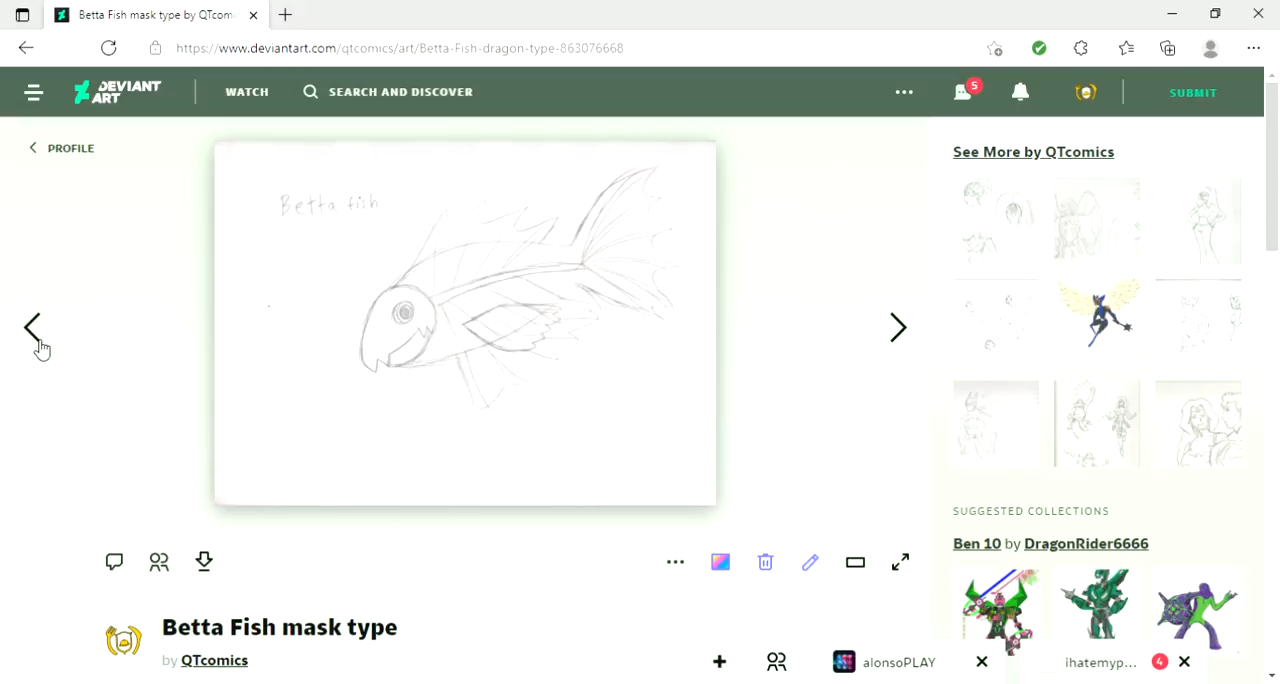 Betta Fish mask type by QTcom
https://www.deviantart.com/qtcomics/art/Betta-Fish-dragon-type-863076668
DEVIANT ART
WATCH
SEARCH AND DISCOVER
5
SUBMIT
PROFILE
See More by QTcomics
Betta fish
SUGGESTED COLLECTIONS
Ben 10 by DragonRider6666
Betta Fish mask type
by QTcomics
alonsoPLAY
ihatemyp...
4